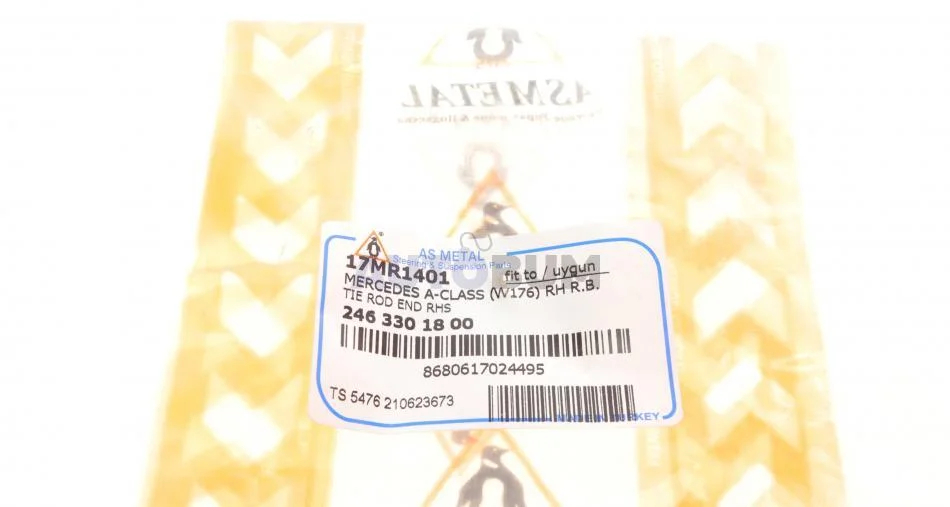 ASMETAL
AS METAL
Steering & Suspension Parts
17MR1401
fit to / uygun
MERCEDES A-CLASS (W176) RH R.B.
TIE ROD END RHS
246 330 18 00
8680617024495
TS 5476 210623673
MADE IN TURKEY